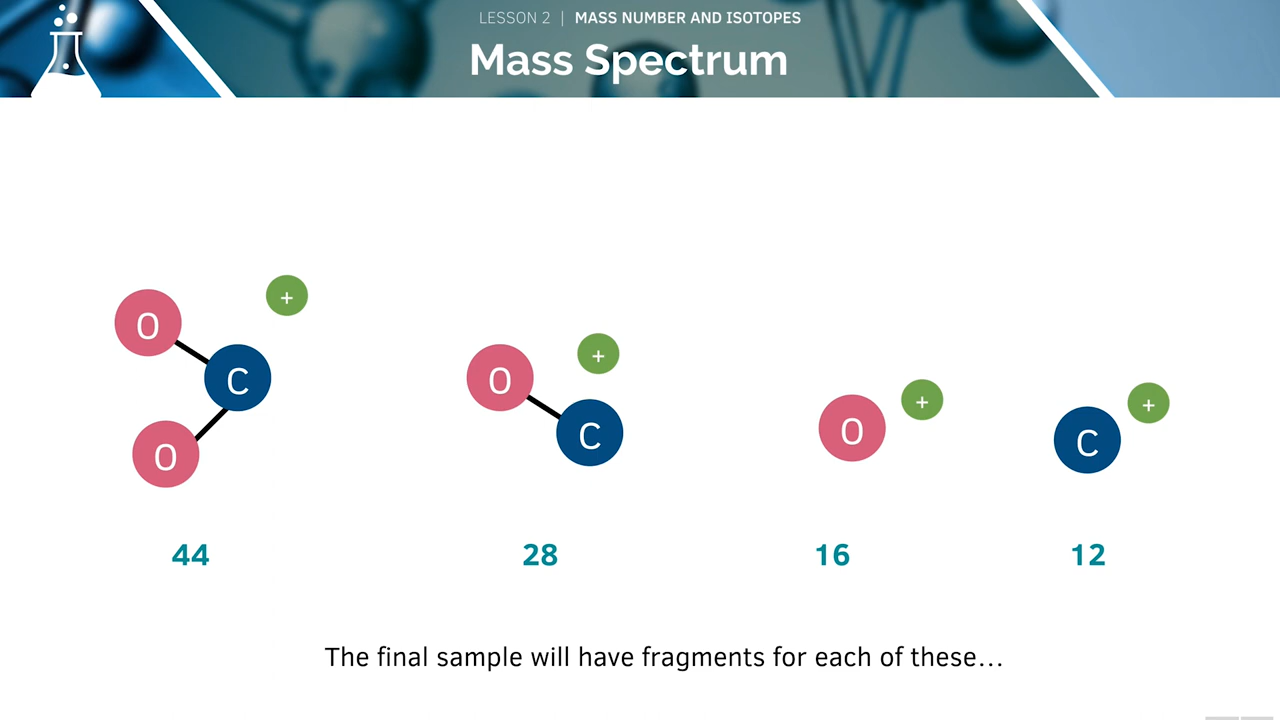 LESSON 2 | MASS NUMBER AND ISOTOPES
Mass Spectrum
O
C
+
O
O
C
+
O
+
C
+
44
28
16
12
The final sample will have fragments for each of these...